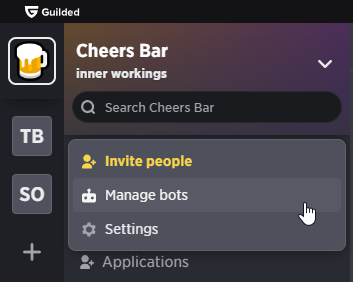 Guilded
Cheers Bar
inner workings
Search Cheers Bar
TB
Invite people
SO
Manage bots
Settings
Applications